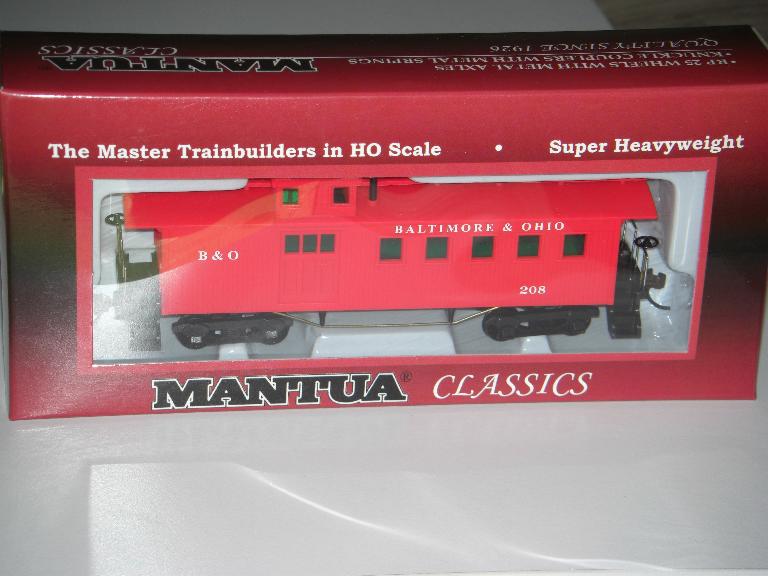 • RP 25 WHEELS WITH METAL AXLES
• KNUCKLE COUPLERS WITH METAL SRPINGS
QUALITY SINCE 1926
MANTUA
CLASSICS
The Master Trainbuilders in HO Scale • Super Heavyweight
BALTIMORE & OHIO
B & O
208
MANTUA® CLASSICS